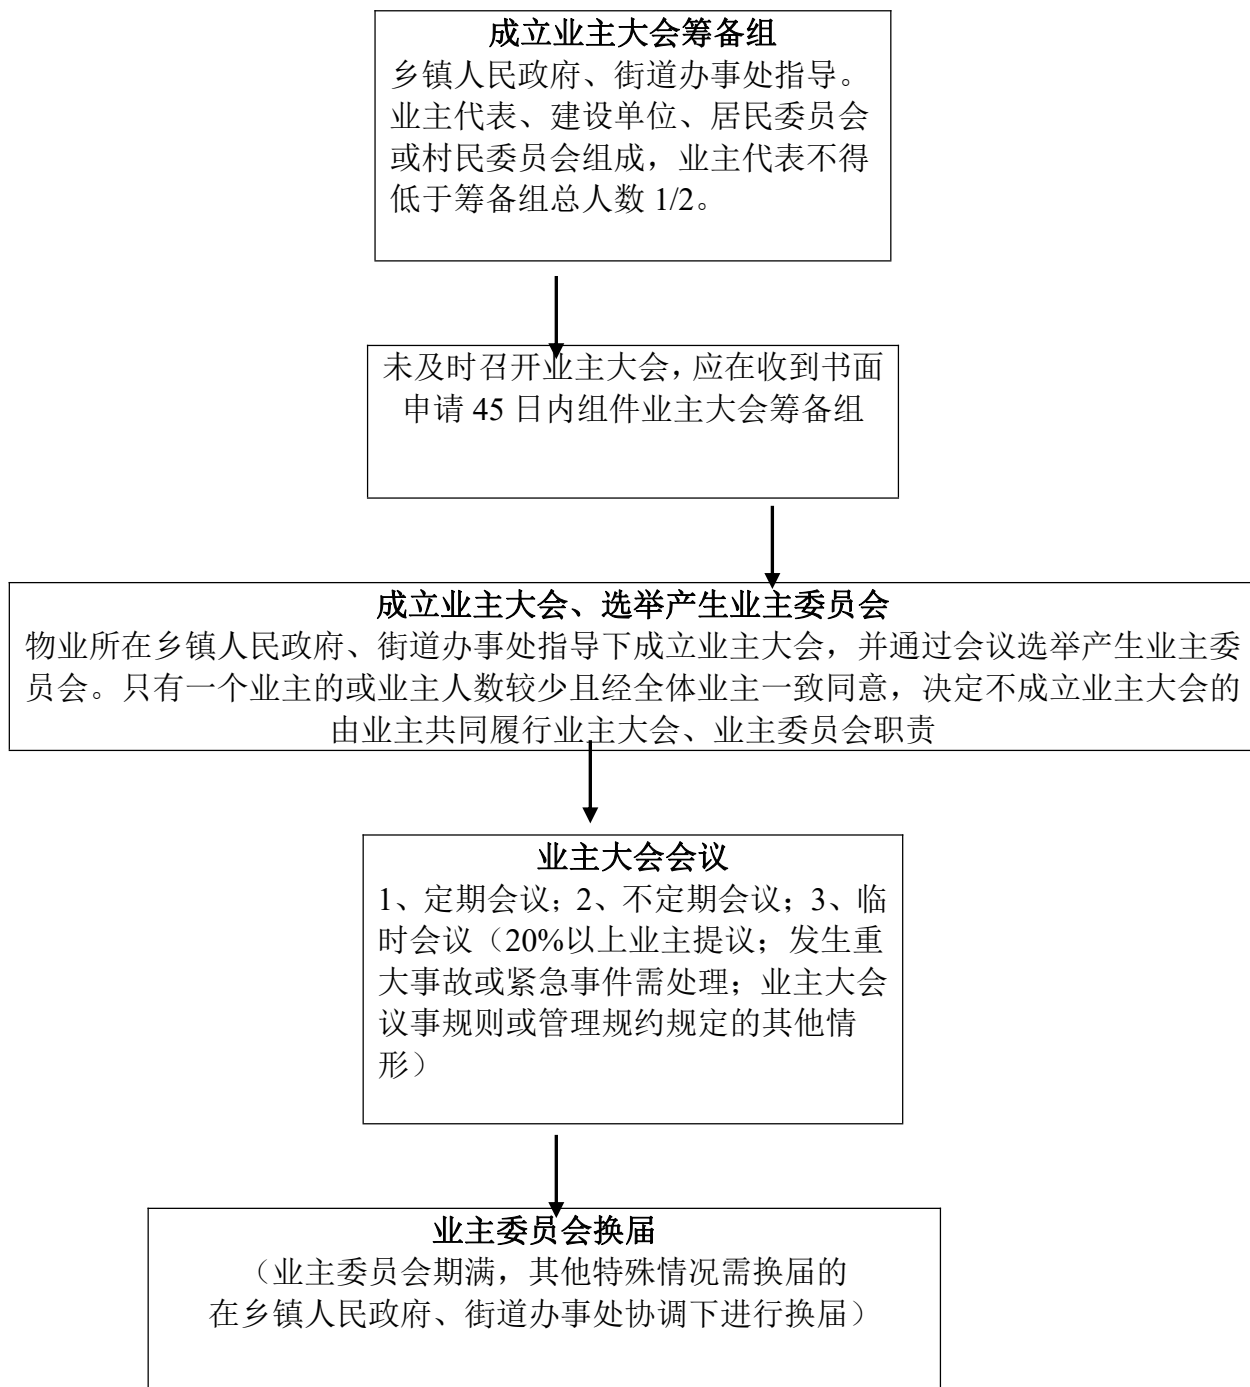 成立业主大会筹备组
乡镇人民政府、街道办事处指导。
业主代表、建设单位、居民委员会
或村民委员会组成，业主代表不得
低于筹备组总人数 1/2。
未及时召开业主大会，应在收到书面
申请 45 日内组件业主大会筹备组
成立业主大会、选举产生业主委员会
物业所在乡镇人民政府、街道办事处指导下成立业主大会，并通过会议选举产生业主委
员会。只有一个业主的或业主人数较少且经全体业主一致同意，决定不成立业主大会的
由业主共同履行业主大会、业主委员会职责
业主大会会议
1、定期会议；2、不定期会议；3、临
时会议（20%以上业主提议；发生重
大事故或紧急事件需处理；业主大会
议事规则或管理规约规定的其他情
形）
业主委员会换届
（业主委员会期满，其他特殊情况需换届的
在乡镇人民政府、街道办事处协调下进行换届）